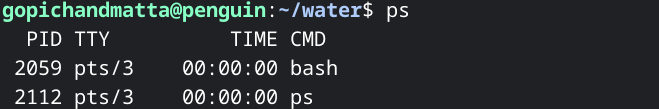 gopichandmatta@penguin:~/water$ ps
    PID TTY          TIME CMD
   2059 pts/3    00:00:00 bash
   2112 pts/3    00:00:00 ps